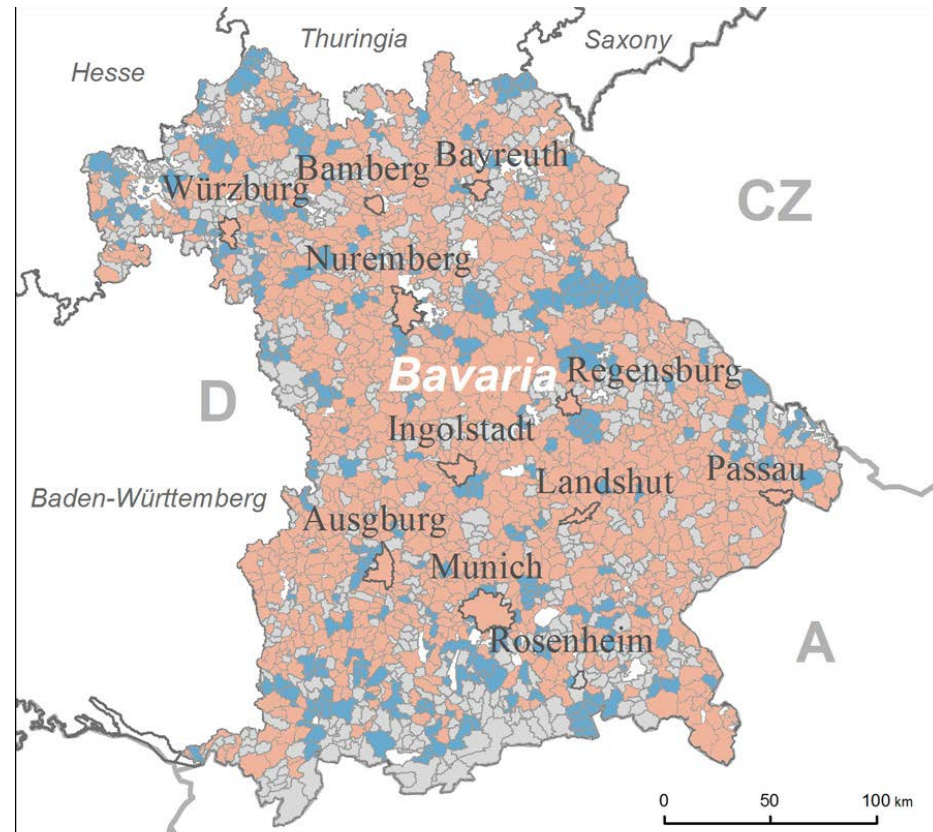 Thuringia
Saxony
Hesse
Bayreuth
Bamberg
Würzburg
CZ
Nuremberg
Bavaria
Regensburg
D
Ingolstadt
Landshut
Passau
Baden-Württemberg
Ausgburg
Munich
Rosenheim
A
0 50 100 km